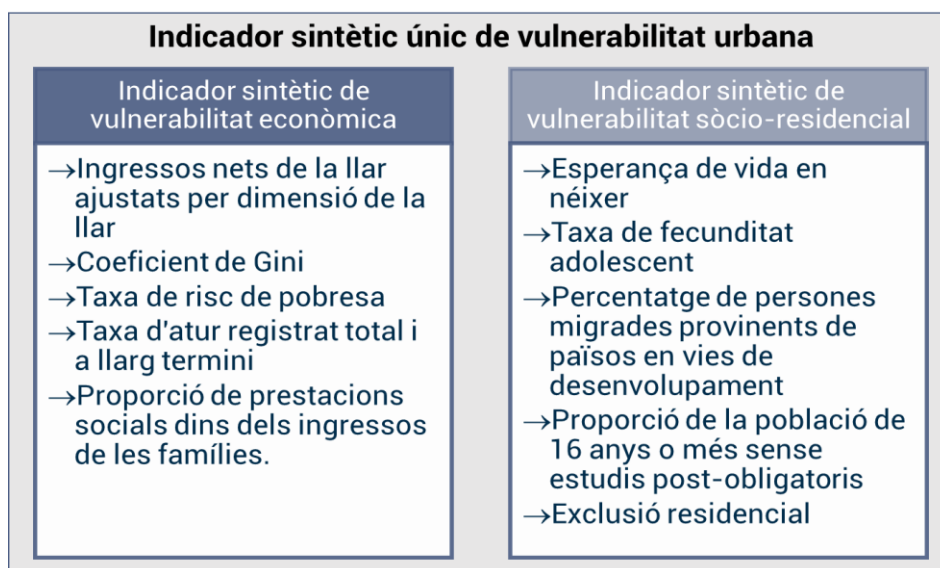 Indicador sintètic únic de vulnerabilitat urbana
Indicador sintètic de
vulnerabilitat econòmica
→Ingressos nets de la llar
ajustats per dimensió de la
llar
→Coeficient de Gini
→Taxa de risc de pobresa
→Taxa d'atur registrat total i
a llarg termini
→Proporció de prestacions
socials dins dels ingressos
de les famílies.
Indicador sintètic de
vulnerabilitat sòcio-residencial
→Esperança de vida en
néixer
→Taxa de fecunditat
adolescent
→Percentatge de persones
migrades provinents de
països en vies de
desenvolupament
→Proporció de la població de
16 anys o més sense
estudis post-obligatoris
→Exclusió residencial